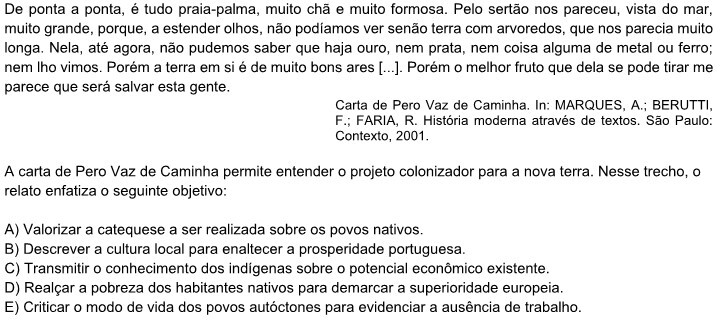 De ponta a ponta, é tudo praia-palma, muito chã e muito formosa. Pelo sertão nos pareceu, vista do mar,
muito grande, porque, a estender olhos, não podíamos ver senão terra com arvoredos, que nos parecia muito
longa. Nela, até agora, não pudemos saber que haja ouro, nem prata, nem coisa alguma de metal ou ferro;
nem lho vimos. Porém a terra em si é de muito bons ares [...]. Porém o melhor fruto que dela se pode tirar me
parece que será salvar esta gente.
Carta de Pero Vaz de Caminha. In: MARQUES, A.; BERUTTI,
F.; FARIA, R. História moderna através de textos. São Paulo:
Contexto, 2001.
A carta de Pero Vaz de Caminha permite entender o projeto colonizador para a nova terra. Nesse trecho, o
relato enfatiza o seguinte objetivo:
A) Valorizar a catequese a ser realizada sobre os povos nativos.
B) Descrever a cultura local para enaltecer a prosperidade portuguesa.
C) Transmitir o conhecimento dos indígenas sobre o potencial econômico existente.
D) Realçar a pobreza dos habitantes nativos para demarcar a superioridade europeia.
E) Criticar o modo de vida dos povos autóctones para evidenciar a ausência de trabalho.